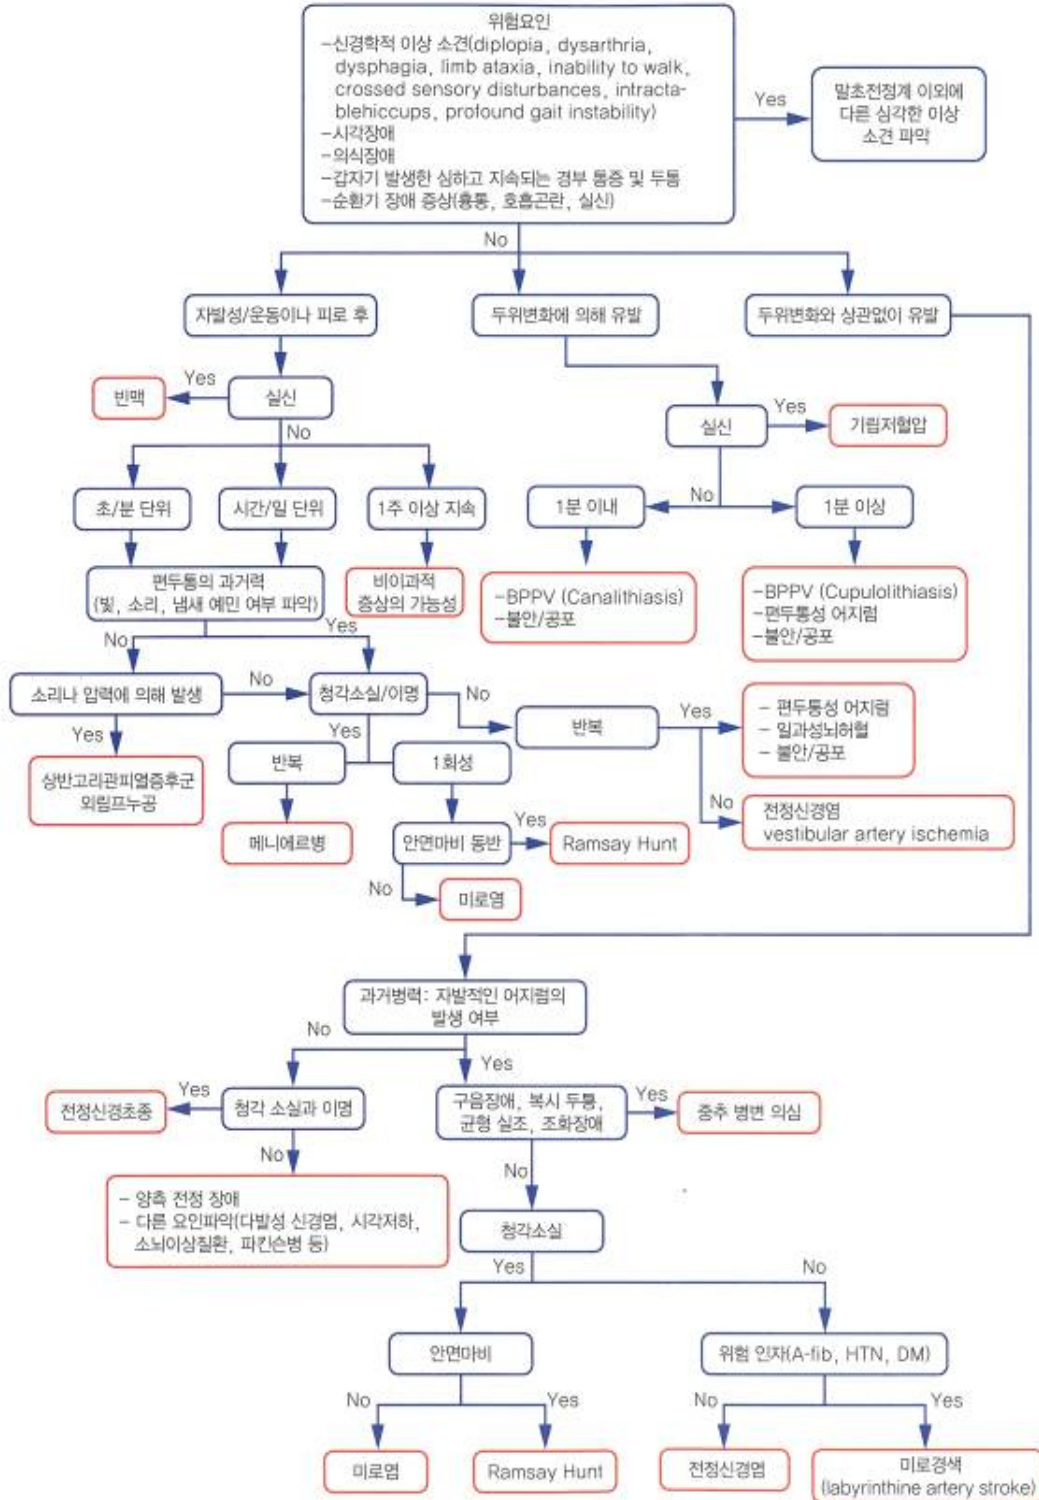 위험요인
-신경학적 이상 소견(diplopia, dysarthria,
dysphagia, limb ataxia, inability to walk,
crossed sensory disturbances, intracta-
blehiccups, profound gait instability)
-시각장애
-의식장애
-갑자기 발생한 심하고 지속되는 경부 통증 및 두통
-순환기 장애 증상(흉통, 호흡곤란, 실신)
Yes
말초전정계 이외에
다른 심각한 이상
소견 파악
No
자발성/운동이나 피로 후
두위변화에 의해 유발
두위변화와 상관없이 유발
빈맥
Yes
실신
No
실신
Yes
기립저혈압
No
초/분 단위
시간/일 단위
1주 이상 지속
1분 이내
1분 이상
편두통의 과거력
(빛, 소리, 냄새 예민 여부 파악)
비이과적
증상의 가능성
-BPPV (Canalithiasis)
-불안/공포
-BPPV (Cupulolithiasis)
-편두통성 어지럼
-불안/공포
No
Yes
소리나 압력에 의해 발생
No
청각소실/이명
No
Yes
Yes
반복
Yes
- 편두통성 어지럼
- 일과성뇌허혈
- 불안/공포
상반고리관피열증후군
외림프누공
반복
1회성
No
전정신경염
vestibular artery ischemia
메니에르병
안면마비 동반
Yes
Ramsay Hunt
No
미로염
과거병력: 자발적인 어지럼의
발생 여부
No
Yes
전정신경초종
Yes
청각 소실과 이명
구음장애, 복시 두통,
균형 실조, 조화장애
Yes
중추 병변 의심
No
No
- 양측 전정 장애
- 다른 요인파악(다발성 신경염, 시각저하,
소뇌이상질환, 파킨슨병 등)
청각소실
Yes
No
안면마비
위험 인자(A-fib, HTN, DM)
No
Yes
No
Yes
미로염
Ramsay Hunt
전정신경염
미로경색
(labyrinthine artery stroke)